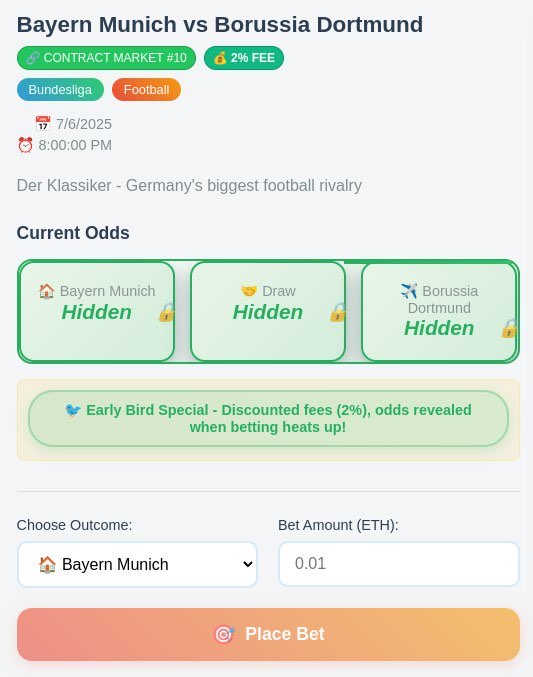 Bayern Munich vs Borussia Dortmund
🔗 CONTRACT MARKET #10 💰 2% FEE
Bundesliga Football
📅 7/6/2025
⏰ 8:00:00 PM
Der Klassiker - Germany's biggest football rivalry
Current Odds
🏠 Bayern Munich
Hidden 🔒
🤝 Draw
Hidden 🔒
✈️ Borussia
Dortmund
Hidden 🔒
🐦 Early Bird Special - Discounted fees (2%), odds revealed
when betting heats up!
Choose Outcome:
🏠 Bayern Munich
Bet Amount (ETH):
0.01
🎯 Place Bet